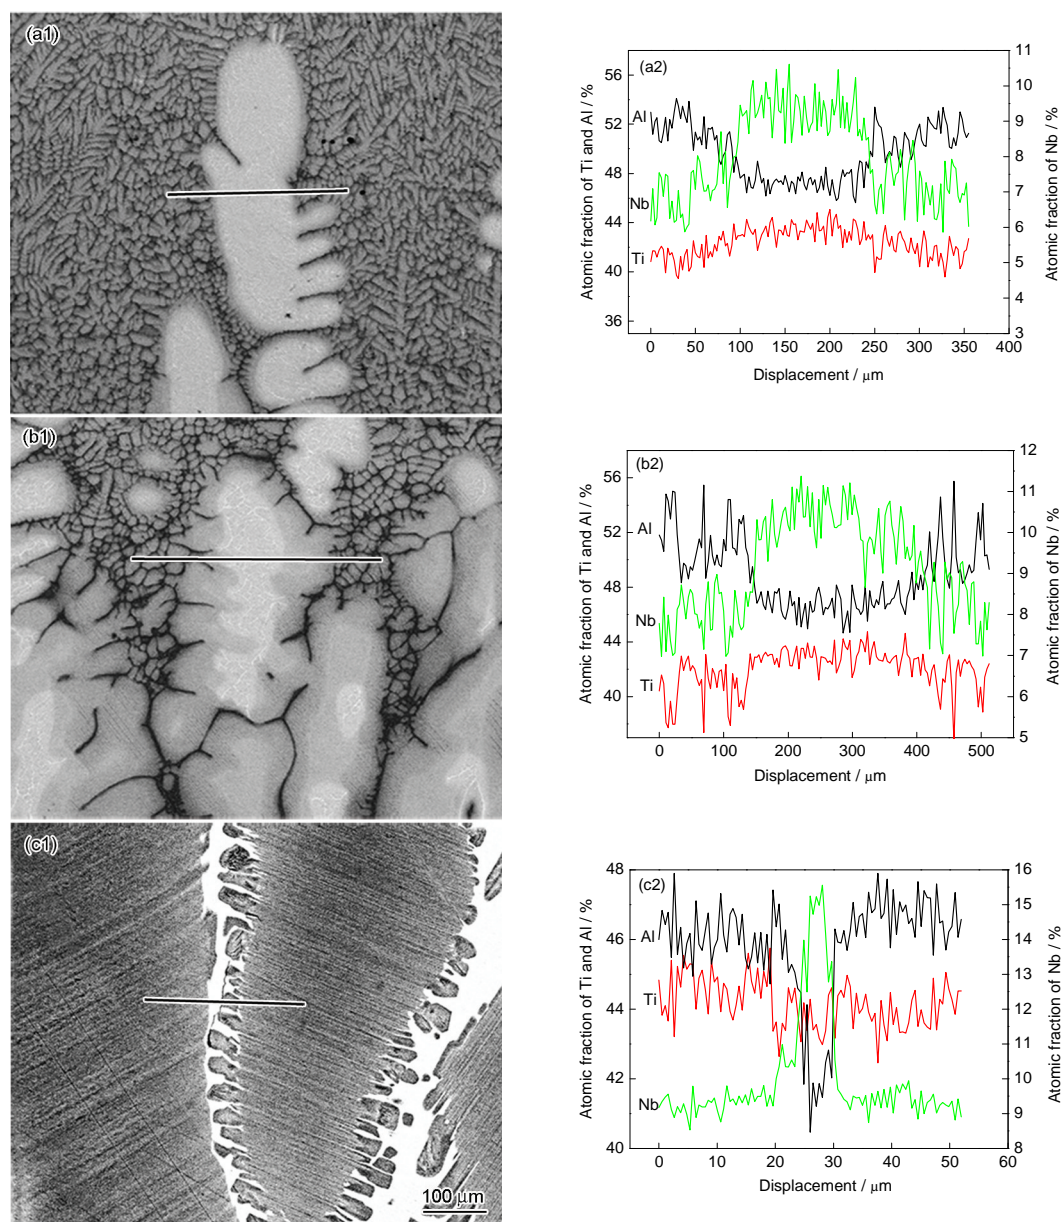 (a1)
(a2)
Al
Nb
Ti
56
52
48
44
40
36
11
10
9
8
7
6
5
4
3
0 50 100 150 200 250 300 350 400
Atomic fraction of Ti and Al / %
Atomic fraction of Nb / %
Displacement / μm
(b1)
(b2)
Al
Nb
Ti
56
52
48
44
40
12
11
10
9
8
7
6
5
0 100 200 300 400 500
Atomic fraction of Ti and Al / %
Atomic fraction of Nb / %
Displacement / μm
(c1)
100 μm
(c2)
Al
Ti
Nb
48
46
44
42
40
16
15
14
13
12
11
10
9
8
0 10 20 30 40 50 60
Atomic fraction of Ti and Al / %
Atomic fraction of Nb / %
Displacement / μm